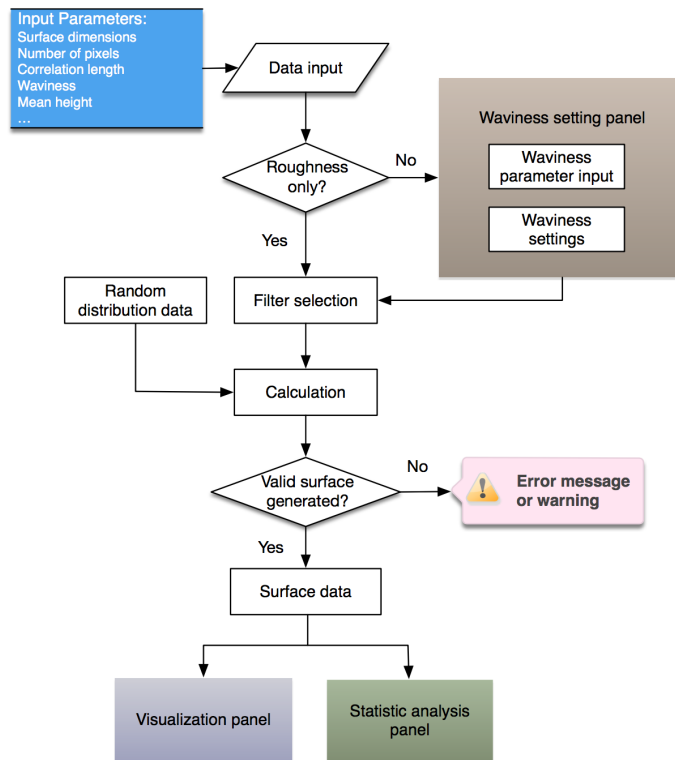 Input Parameters:
Surface dimensions
Number of pixels
Correlation length
Waviness
Mean height
...
Data input
Waviness setting panel
Roughness
only?
No
Waviness
parameter input
Waviness
settings
Yes
Random
distribution data
Filter selection
Calculation
Valid surface
generated?
No
Error message
or warning
Yes
Surface data
Visualization panel
Statistic analysis
panel